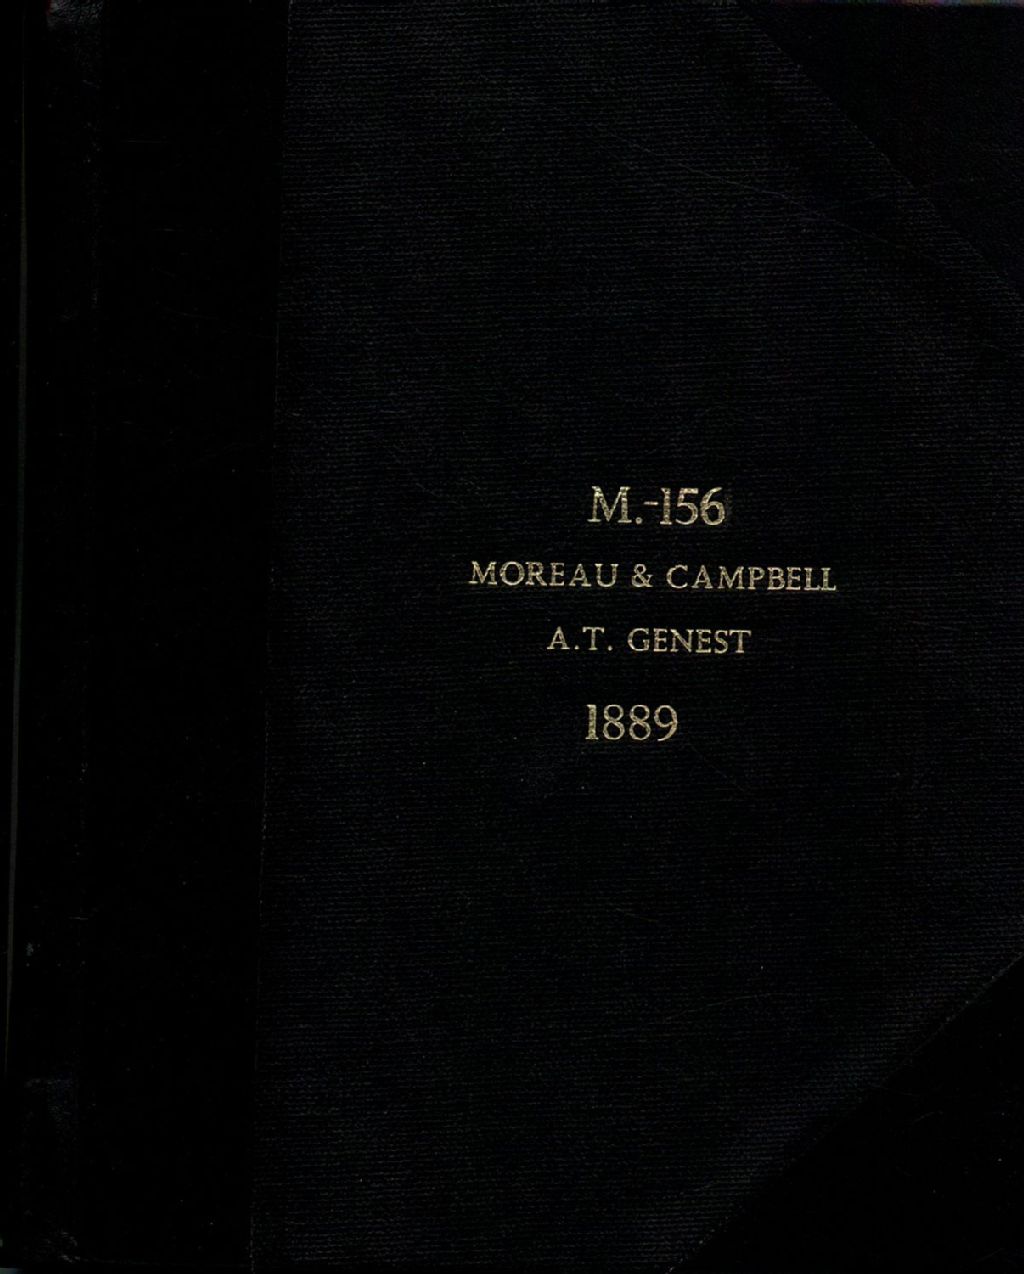 M.-156
MOREAU & CAMPBELL
A.T. GENEST
1889